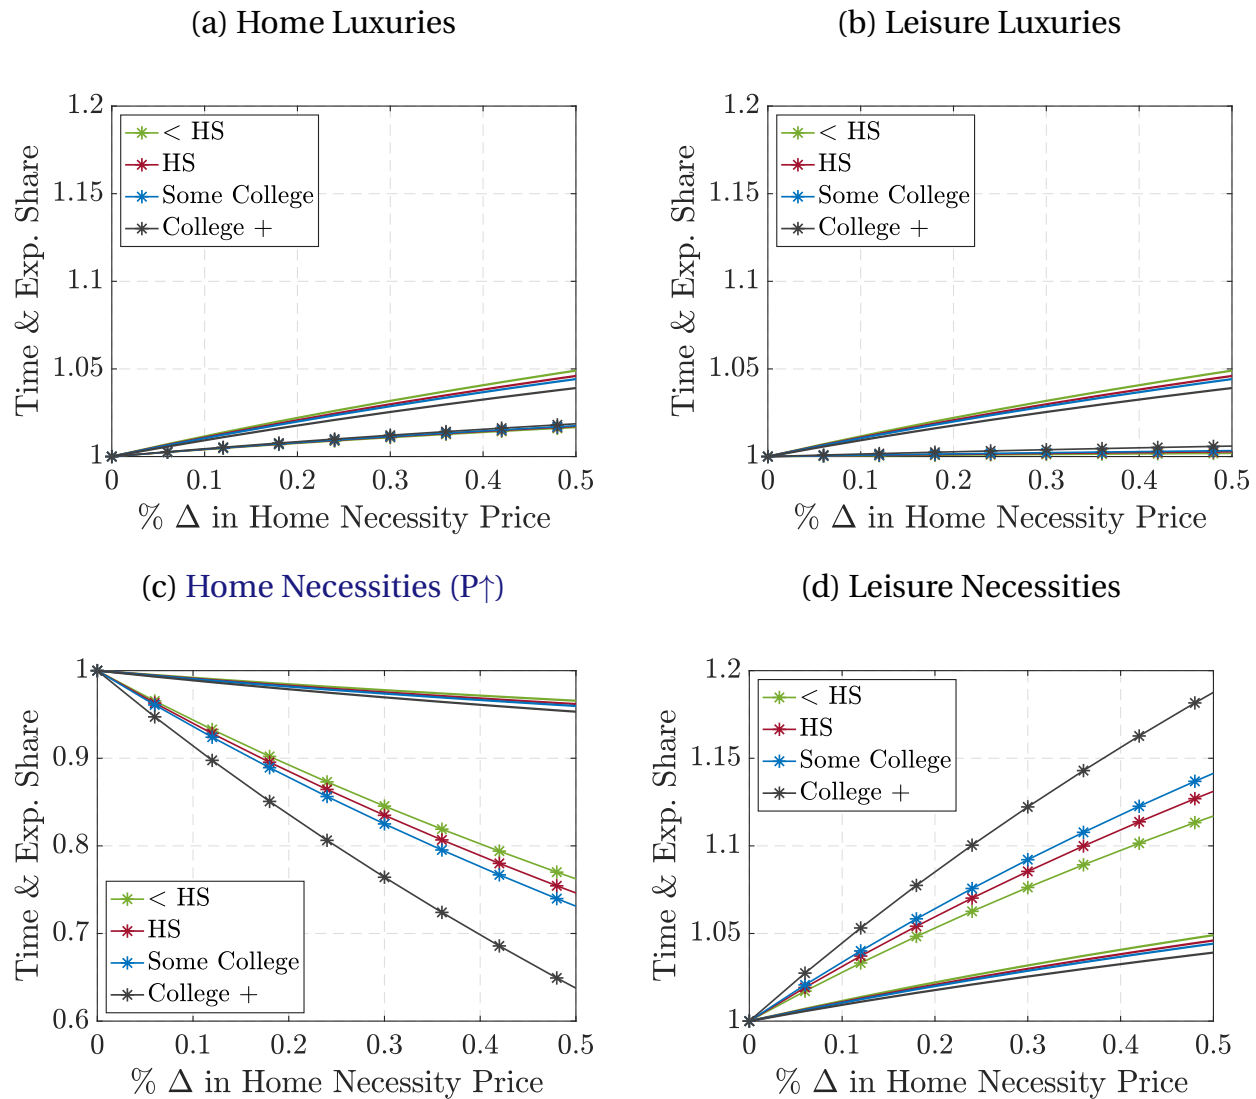 (a) Home Luxuries
Time & Exp. Share
1.2
1.15
1.1
1.05
1
< HS
HS
Some College
College +
0 0.1 0.2 0.3 0.4 0.5
% Δ in Home Necessity Price
(b) Leisure Luxuries
Time & Exp. Share
1.2
1.15
1.1
1.05
1
< HS
HS
Some College
College +
0 0.1 0.2 0.3 0.4 0.5
% Δ in Home Necessity Price
(c) Home Necessities (P↑)
Time & Exp. Share
1
0.9
0.8
0.7
0.6
< HS
HS
Some College
College +
0 0.1 0.2 0.3 0.4 0.5
% Δ in Home Necessity Price
(d) Leisure Necessities
Time & Exp. Share
1.2
1.15
1.1
1.05
1
< HS
HS
Some College
College +
0 0.1 0.2 0.3 0.4 0.5
% Δ in Home Necessity Price